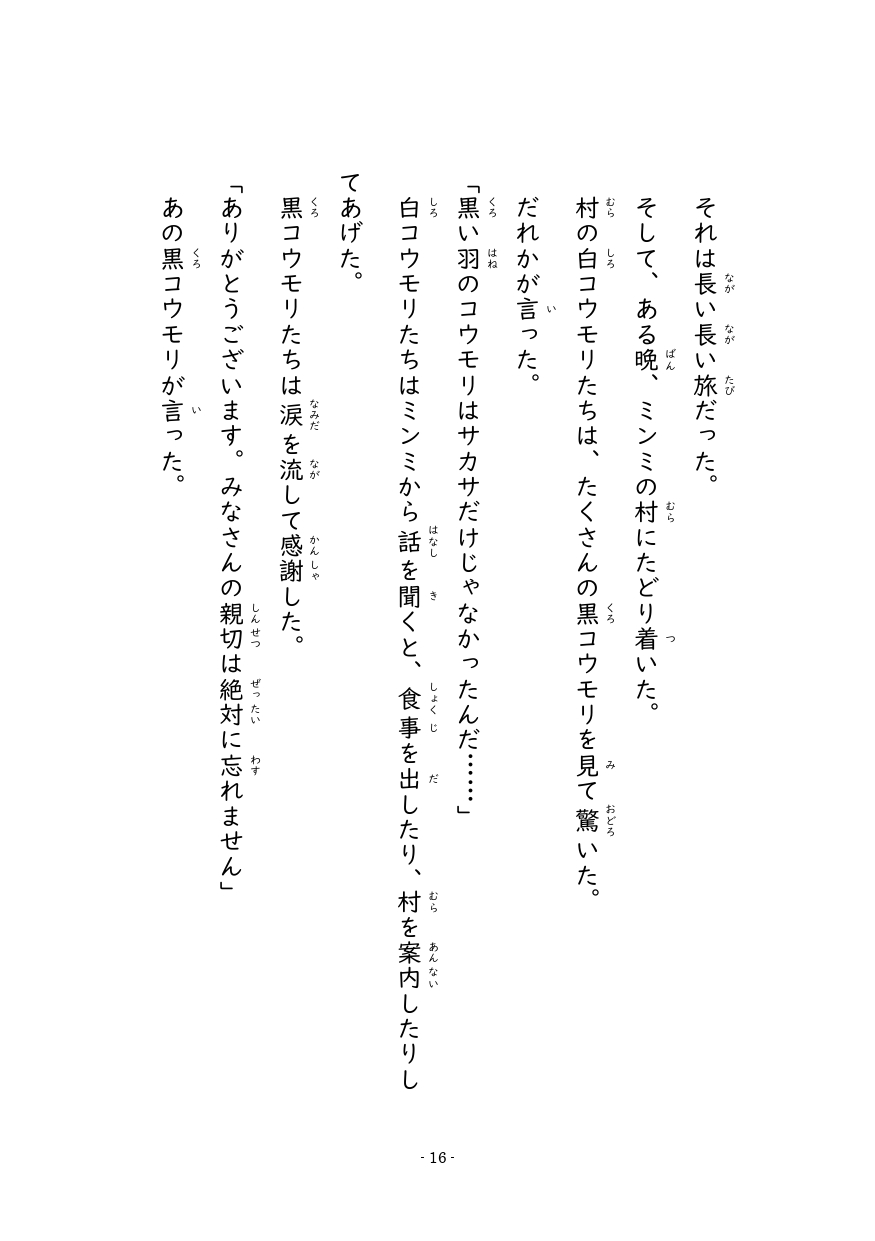 それは長い長い旅だった。
そして、ある晩、ミンミの村にたどり着いた。
村の白コウモリたちは、たくさんの黒コウモリを見て驚いた。
だれかが言った。
「黒い羽のコウモリはサカサだけじゃなかったんだ……」
白コウモリたちはミンミから話を聞くと、食事を出したり、村を案内したりし
てあげた。
黒コウモリたちは涙を流して感謝した。
「ありがとうございます。みなさんの親切は絶対に忘れません」
あの黒コウモリが言った。
- 16 -